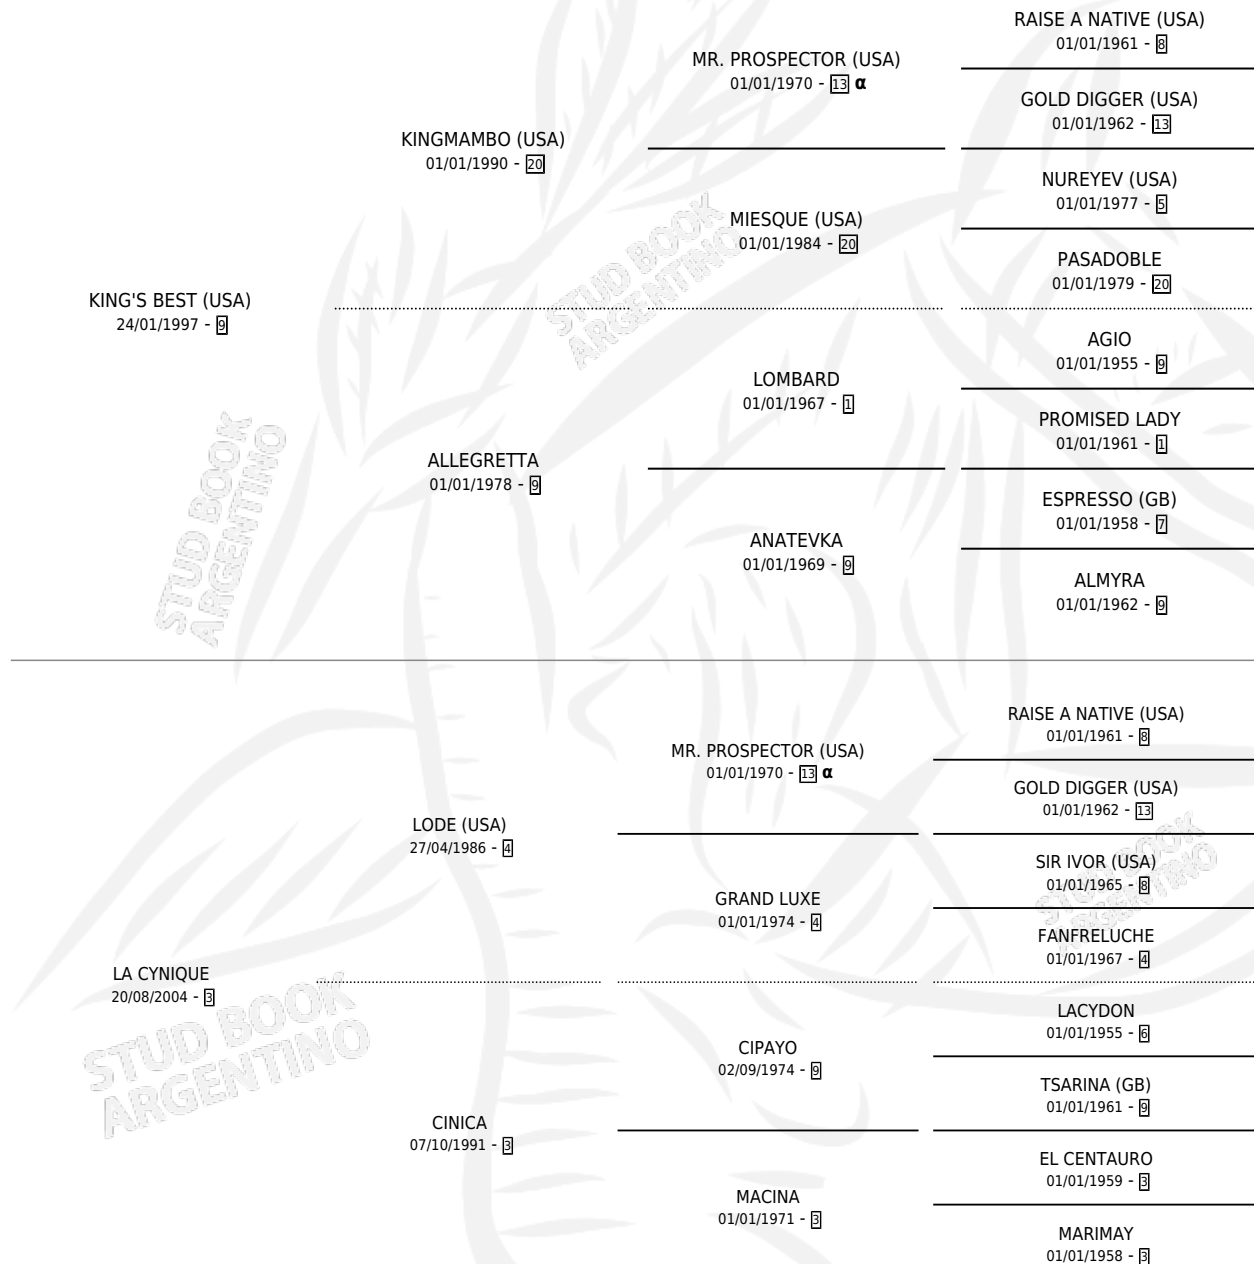 RAISE A NATIVE (USA)
01/01/1961 - 8
MR. PROSPECTOR (USA)
01/01/1970 - 13 α
GOLD DIGGER (USA)
01/01/1962 - 13
KINGMAMBO (USA)
01/01/1990 - 20
NUREYEV (USA)
01/01/1977 - 5
MIESQUE (USA)
01/01/1984 - 20
PASADOBLE
01/01/1979 - 20
STUD BOOK
ARGENTINO
KING'S BEST (USA)
24/01/1997 - 9
AGIO
01/01/1955 - 9
LOMBARD
01/01/1967 - 1
PROMISED LADY
01/01/1961 - 1
ALLEGRETTA
01/01/1978 - 9
STUD BOOK
ARGENTINO
ESPRESSO (GB)
01/01/1958 - 7
ANATEVKA
01/01/1969 - 9
ALMYRA
01/01/1962 - 9
RAISE A NATIVE (USA)
01/01/1961 - 8
MR. PROSPECTOR (USA)
01/01/1970 - 13 α
GOLD DIGGER (USA)
01/01/1962 - 13
LODE (USA)
27/04/1986 - 4
SIR IVOR (USA)
01/01/1965 - 8
STUD BOOK
ARGENTINO
GRAND LUXE
01/01/1974 - 4
FANFRELUCHE
01/01/1967 - 4
LA CYNIQUE
20/08/2004 - 3
STUD BOOK
ARGENTINO
LACYDON
01/01/1955 - 6
CIPAYO
02/09/1974 - 9
TSARINA (GB)
01/01/1961 - 9
CINICA
07/10/1991 - 3
EL CENTAURO
01/01/1959 - 3
MACINA
01/01/1971 - 3
MARIMAY
01/01/1958 - 3